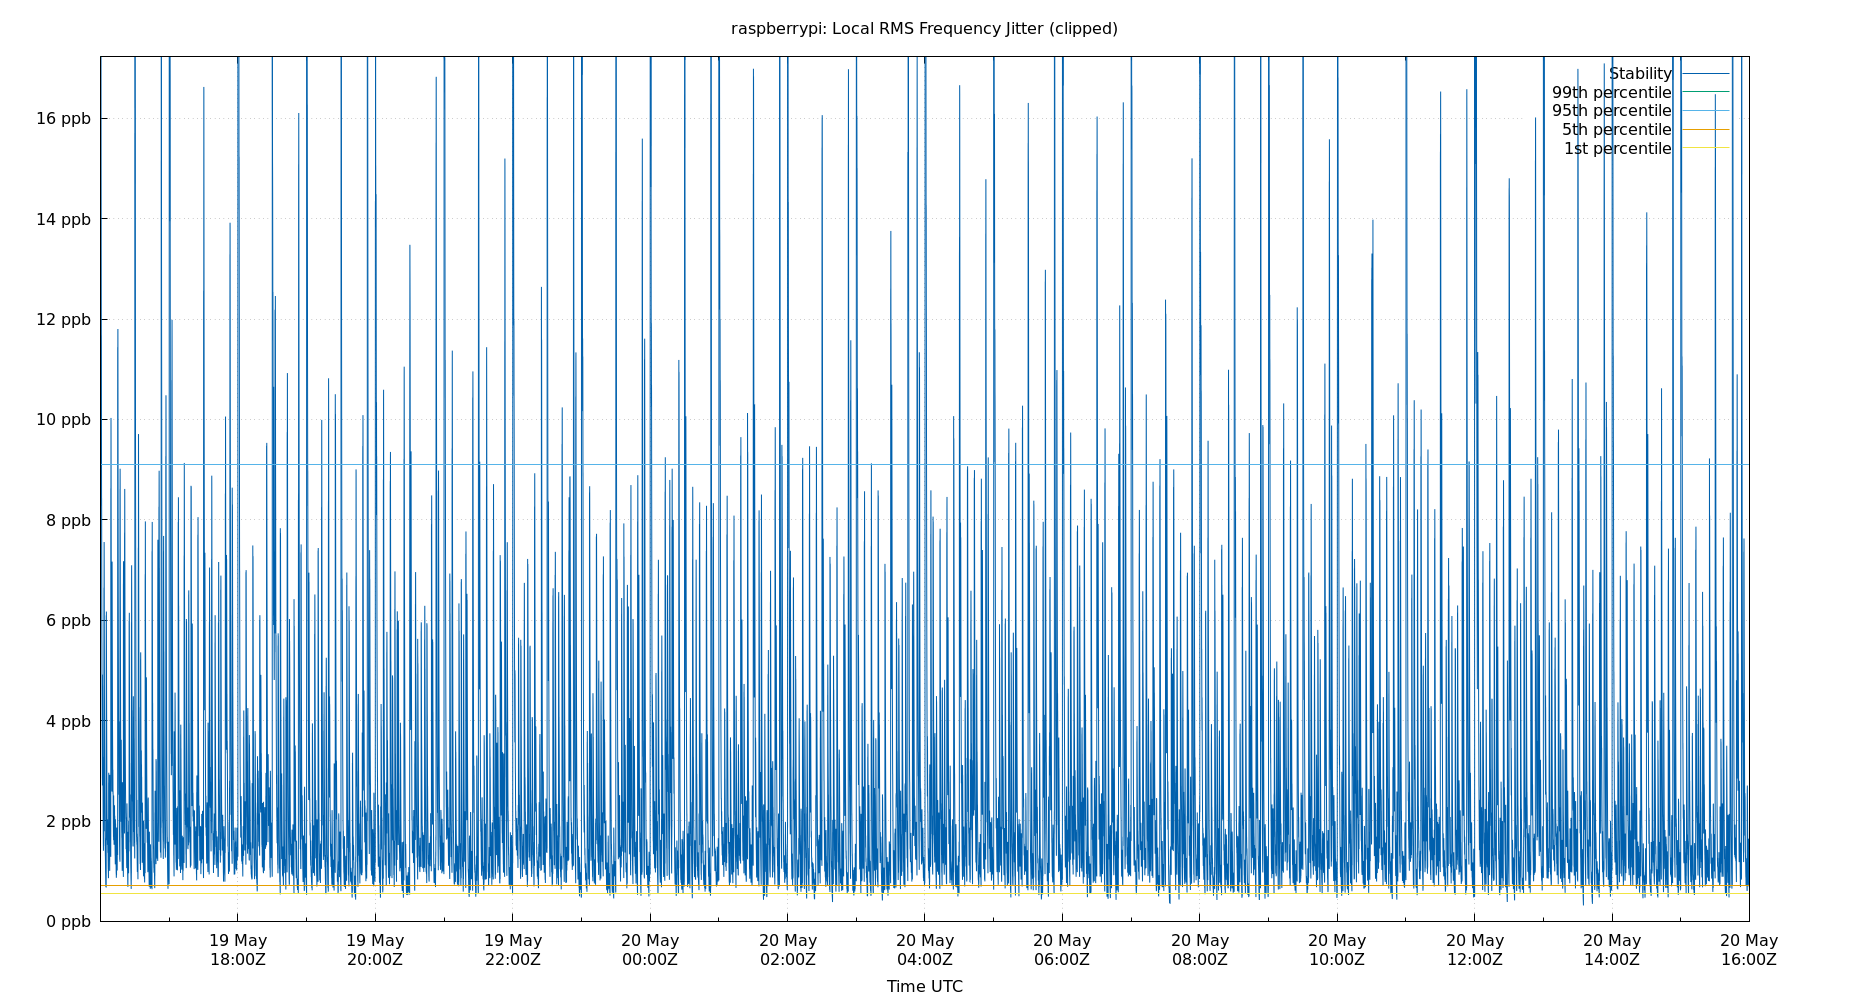 raspberrypi: Local RMS Frequency Jitter (clipped)
Stability
99th percentile
95th percentile
5th percentile
1st percentile
16 ppb
14 ppb
12 ppb
10 ppb
8 ppb
6 ppb
4 ppb
2 ppb
0 ppb
19 May 19 May 19 May 20 May 20 May 20 May 20 May 20 May 20 May 20 May 20 May 20 May
18:00Z 20:00Z 22:00Z 00:00Z 02:00Z 04:00Z 06:00Z 08:00Z 10:00Z 12:00Z 14:00Z 16:00Z
Time UTC